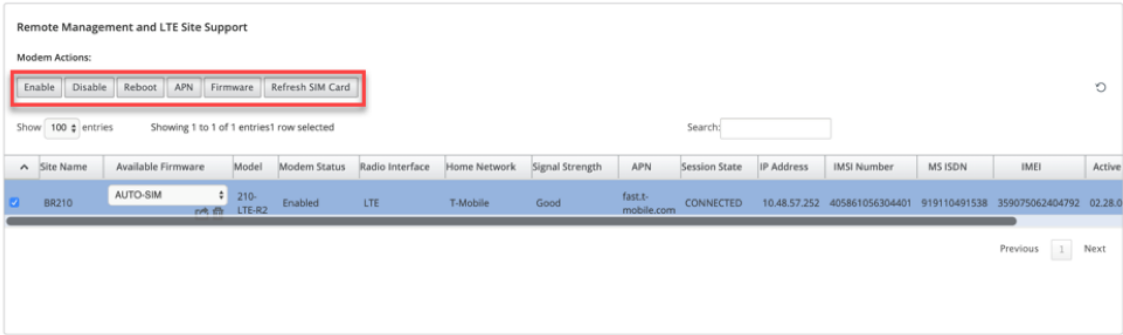 Remote Management and LTE Site Support
Modem Actions:
Enable Disable Reboot APN Firmware Refresh SIM Card
Show 100 entries Showing 1 to 1 of 1 entries1 row selected Search:
Site Name Available Firmware Model Modem Status Radio Interface Home Network Signal Strength APN Session State IP Address IMSI Number MS ISDN IMEI Active
BR210 AUTO-SIM 210-LTE-R2 Enabled LTE T-Mobile Good fast.t-mobile.com CONNECTED 10.48.57.252 405861056304401 919110491538 359075062404792 02.28.0
Previous 1 Next